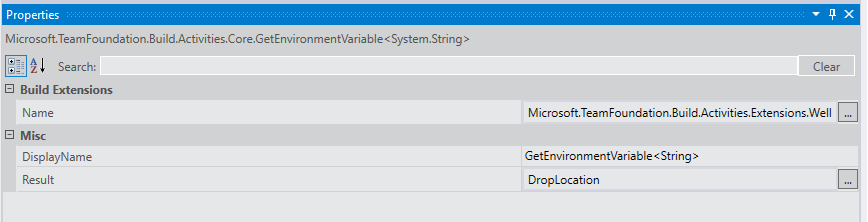 Properties
Microsoft.TeamFoundation.Build.Activities.Core.GetEnvironmentVariable<System.String>
Search: Clear
Build Extensions
Name Microsoft.TeamFoundation.Build.Activities.Extensions.Well ...
Misc
DisplayName GetEnvironmentVariable<String>
Result DropLocation ...